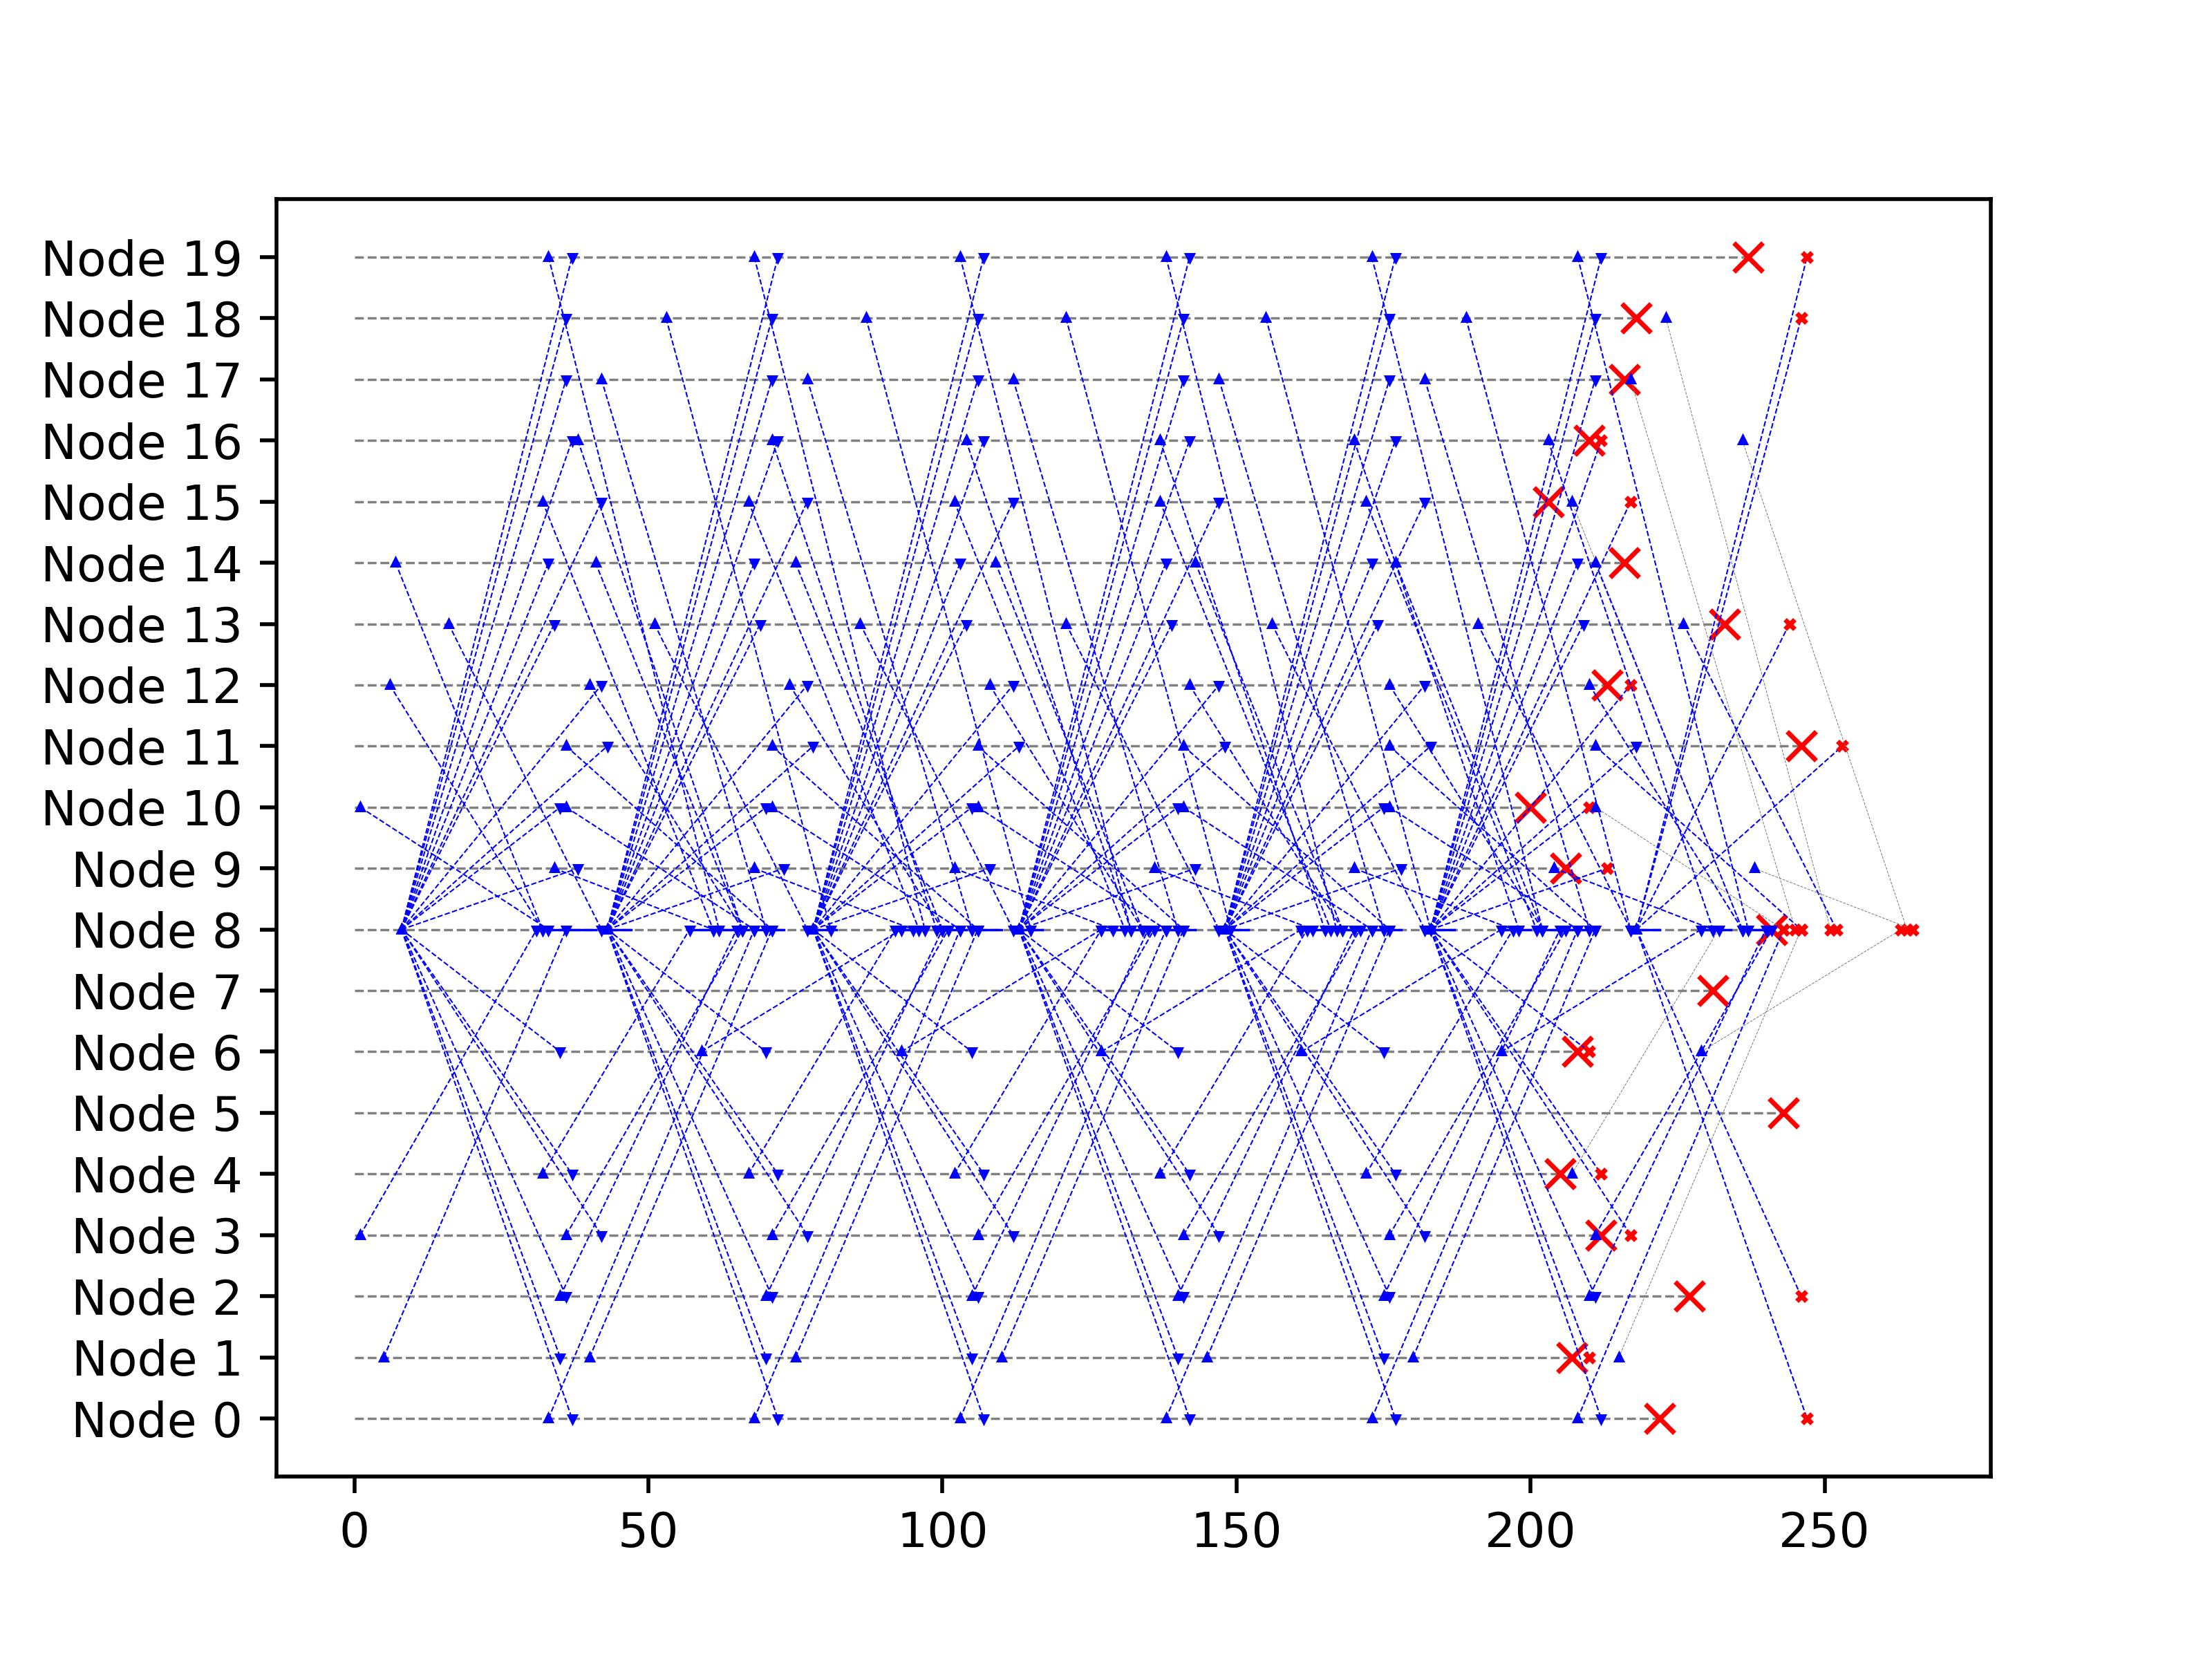 Node 19
Node 18
Node 17
Node 16
Node 15
Node 14
Node 13
Node 12
Node 11
Node 10
Node 9
Node 8
Node 7
Node 6
Node 5
Node 4
Node 3
Node 2
Node 1
Node 0
0 50 100 150 200 250